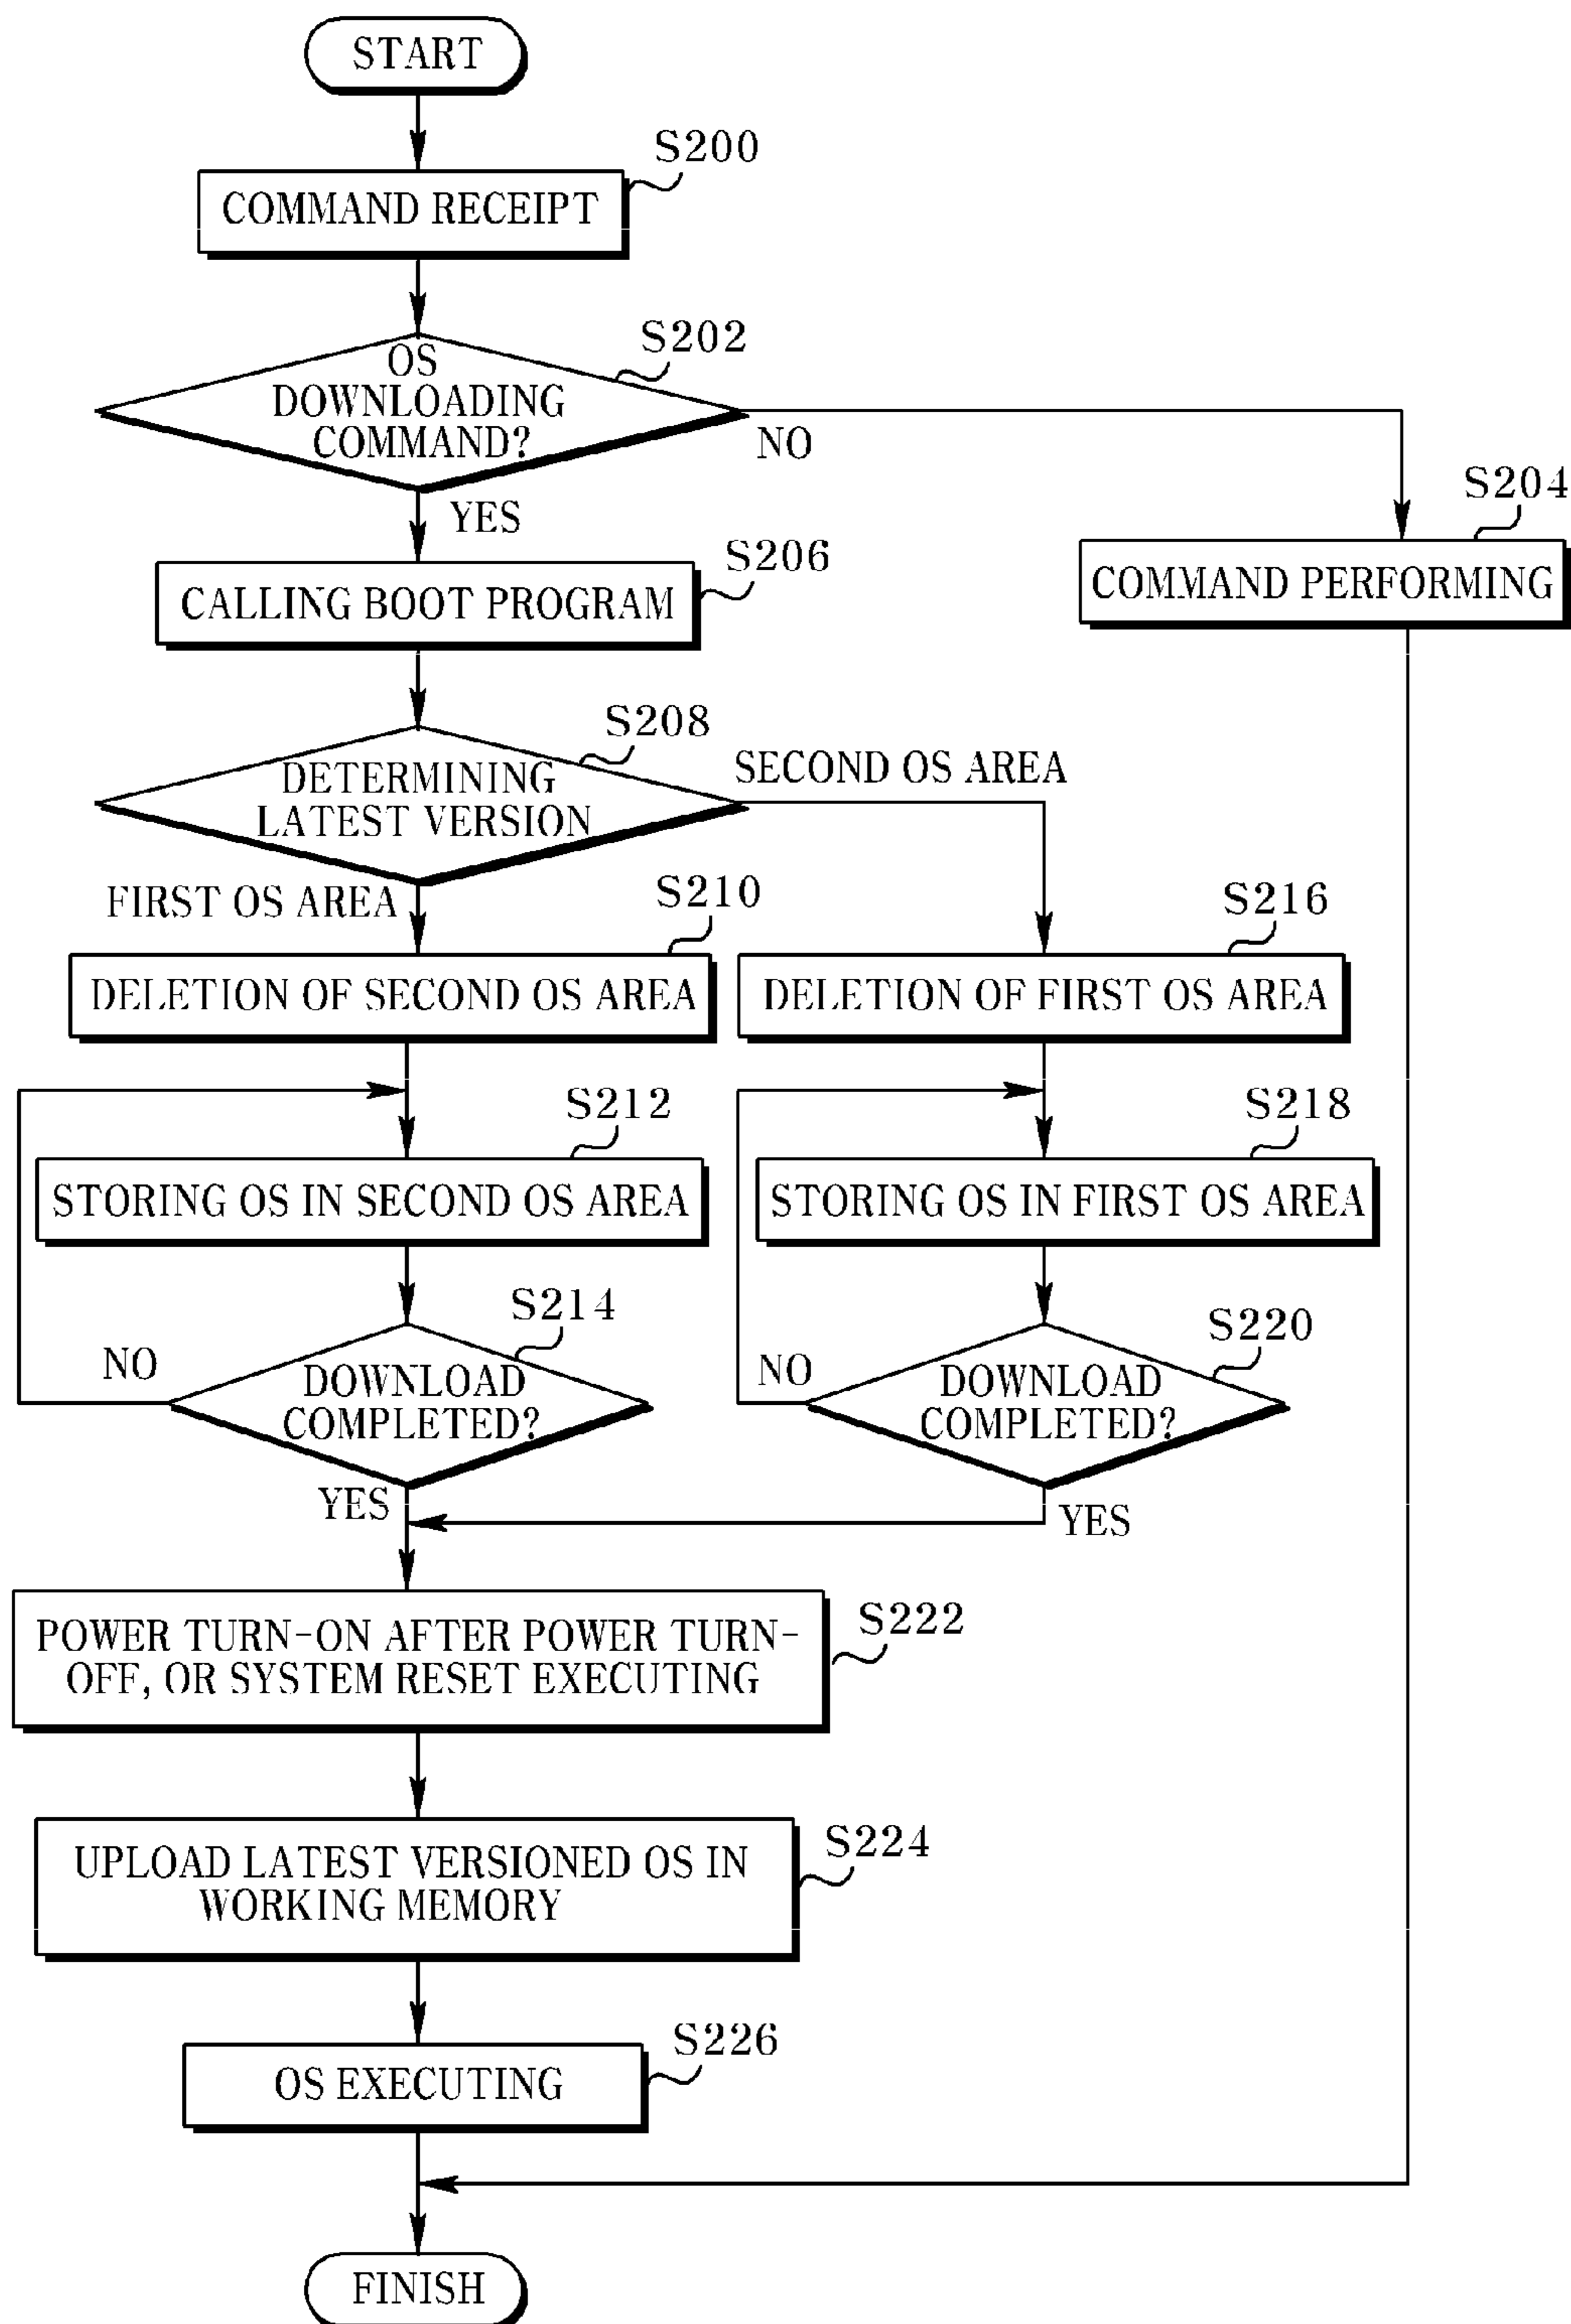 START
S200
COMMAND RECEIPT
S202
OS
DOWNLOADING
COMMAND?
NO
YES
S204
COMMAND PERFORMING
S206
CALLING BOOT PROGRAM
S208
DETERMINING
LATEST VERSION
SECOND OS AREA
FIRST OS AREA
S210
DELETION OF SECOND OS AREA
S216
DELETION OF FIRST OS AREA
S212
STORING OS IN SECOND OS AREA
S218
STORING OS IN FIRST OS AREA
S214
NO
DOWNLOAD
COMPLETED?
YES
S220
NO
DOWNLOAD
COMPLETED?
YES
S222
POWER TURN-ON AFTER POWER TURN-
OFF, OR SYSTEM RESET EXECUTING
S224
UPLOAD LATEST VERSIONED OS IN
WORKING MEMORY
S226
OS EXECUTING
FINISH